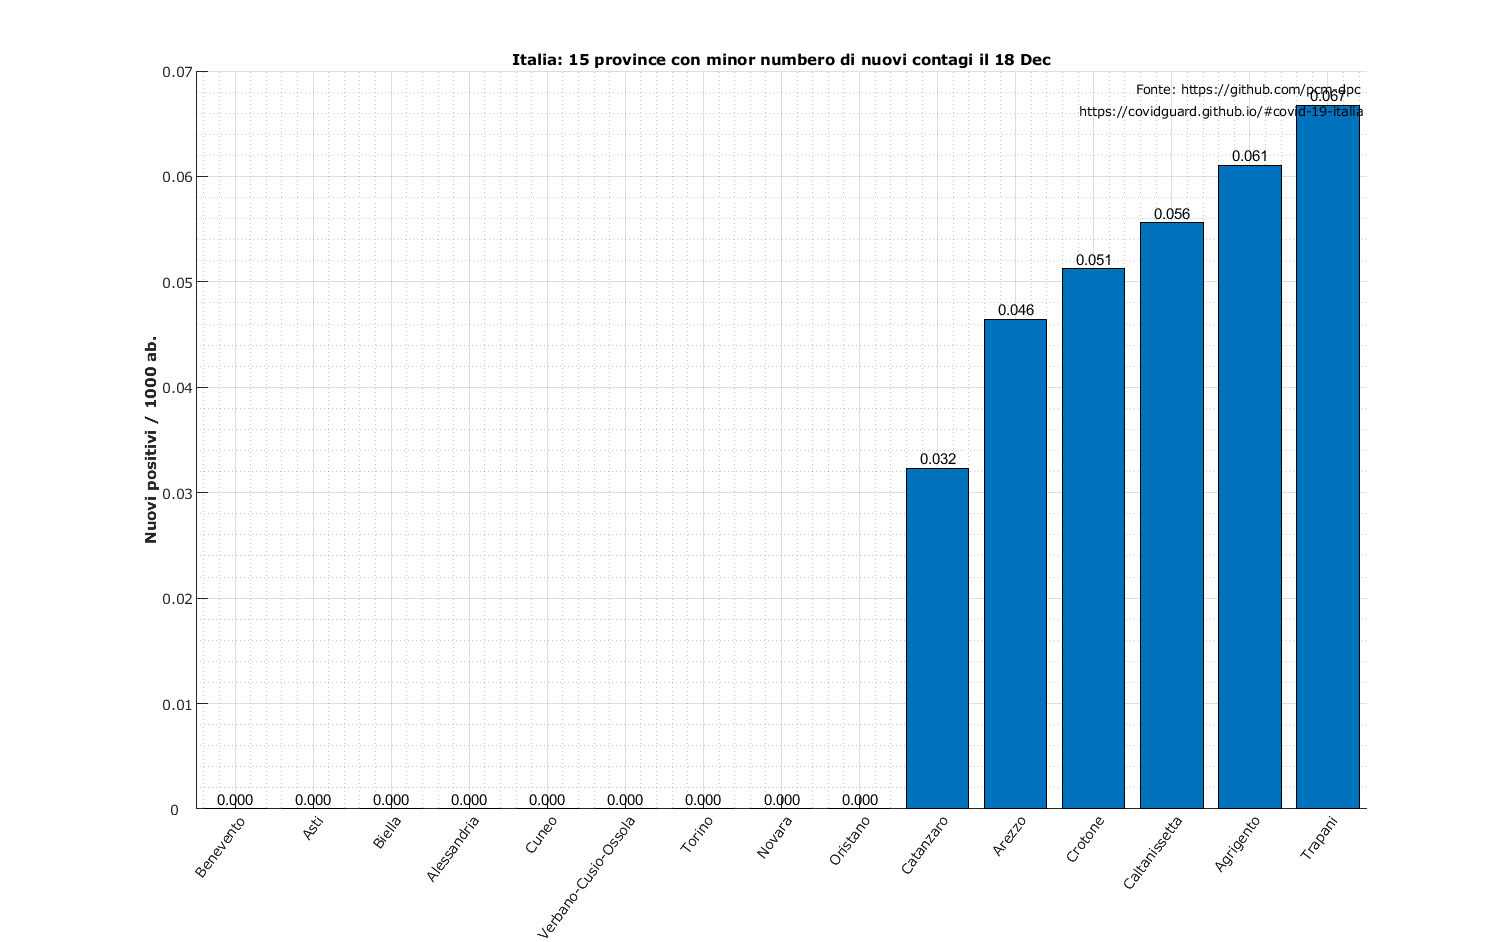 Italia: 15 province con minor numbero di nuovi contagi il 18 Dec
Fonte: https://github.com/pcm-dpc
https://covidguard.github.io/#covid-19-italia
Nuovi positivi / 1000 ab.
0.07
0.06
0.05
0.04
0.03
0.02
0.01
0
0.000
0.000
0.000
0.000
0.000
0.000
0.000
0.000
0.000
0.032
0.046
0.051
0.056
0.061
0.067
Benevento
Asti
Biella
Alessandria
Cuneo
Verbano-Cusio-Ossola
Torino
Novara
Oristano
Catanzaro
Arezzo
Crotone
Caltanissetta
Agrigento
Trapani